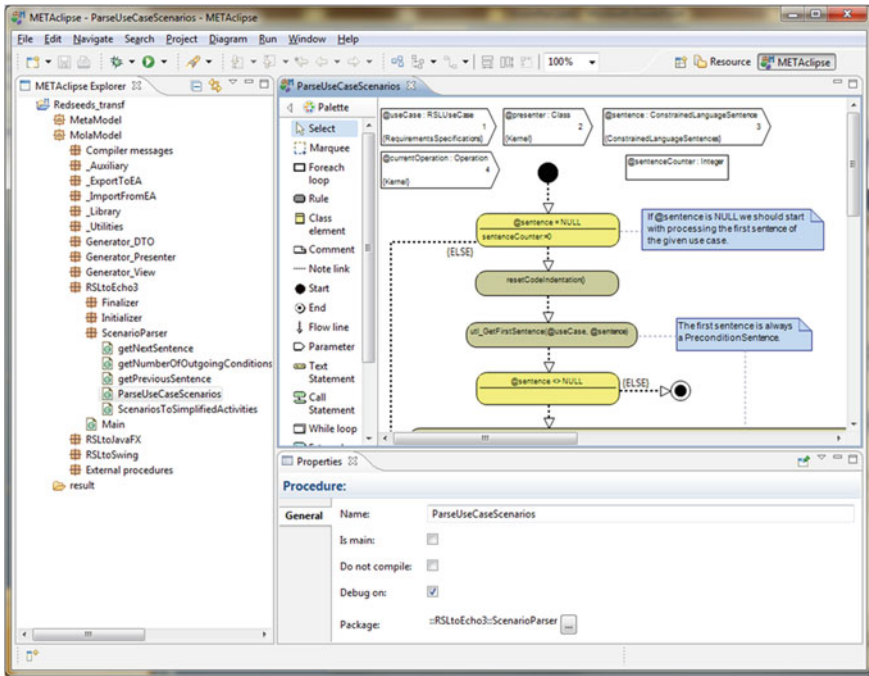 METAclipse - ParseUseCaseScenarios - METAclipse
File Edit Navigate Search Project Diagram Run Window Help
100%
Resource
METAclipse
METAclipse Explorer
Redseeds_transf
MetaModel
MolaModel
Compiler messages
_Auxiliary
_ExportToEA
_ImportFromEA
_Library
_Utilities
Generator_DTO
Generator_Presenter
Generator_View
RSLtoEcho3
Finalizer
Initializer
ScenarioParser
getNextSentence
getNumberOfOutgoingConditions
getPreviousSentence
ParseUseCaseScenarios
ScenariosToSimplifiedActivities
Main
RSLtoJavaFX
RSLtoSwing
External procedures
result
ParseUseCaseScenarios
Palette
Select
Marquee
Foreach
loop
Rule
Class
element
Comment
Note link
Start
End
Flow line
Parameter
Text
Statement
Call
Statement
While loop
@useCase : RSLUseCase
1
{RequirementsSpecifications}
@presenter : Class
2
{Kernel}
@sentence : ConstrainedLanguageSentence
3
{ConstrainedLanguageSentences}
@currentOperation : Operation
4
{Kernel}
@sentenceCounter : Integer
@sentence = NULL
sentenceCounter:=0
{ELSE}
If @sentence is NULL we should start
with processing the first sentence of
the given use case.
resetCodeIndentation()
utl_GetFirstSentence(@useCase, @sentence)
The first sentence is always
a PreconditionSentence.
@sentence <> NULL
{ELSE}
Properties
Procedure:
General
Name: ParseUseCaseScenarios
Is main:
Do not compile:
Debug on:
Package: ::RSLtoEcho3::ScenarioParser ...